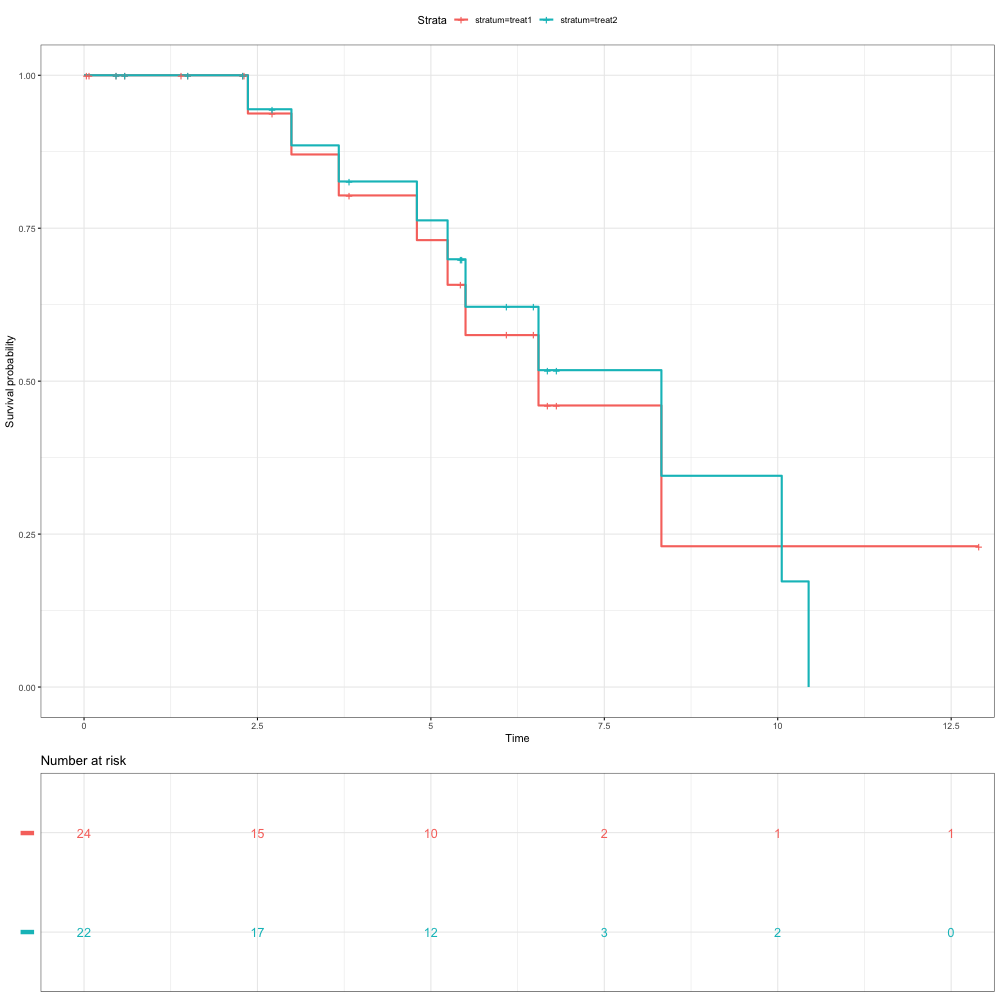 Strata stratum=treat1 stratum=treat2
1.00
0.75
0.50
0.25
0.00
Survival probability
0 2.5 5 7.5 10 12.5
Time
Number at risk
24 15 10 2 1 1
22 17 12 3 2 0